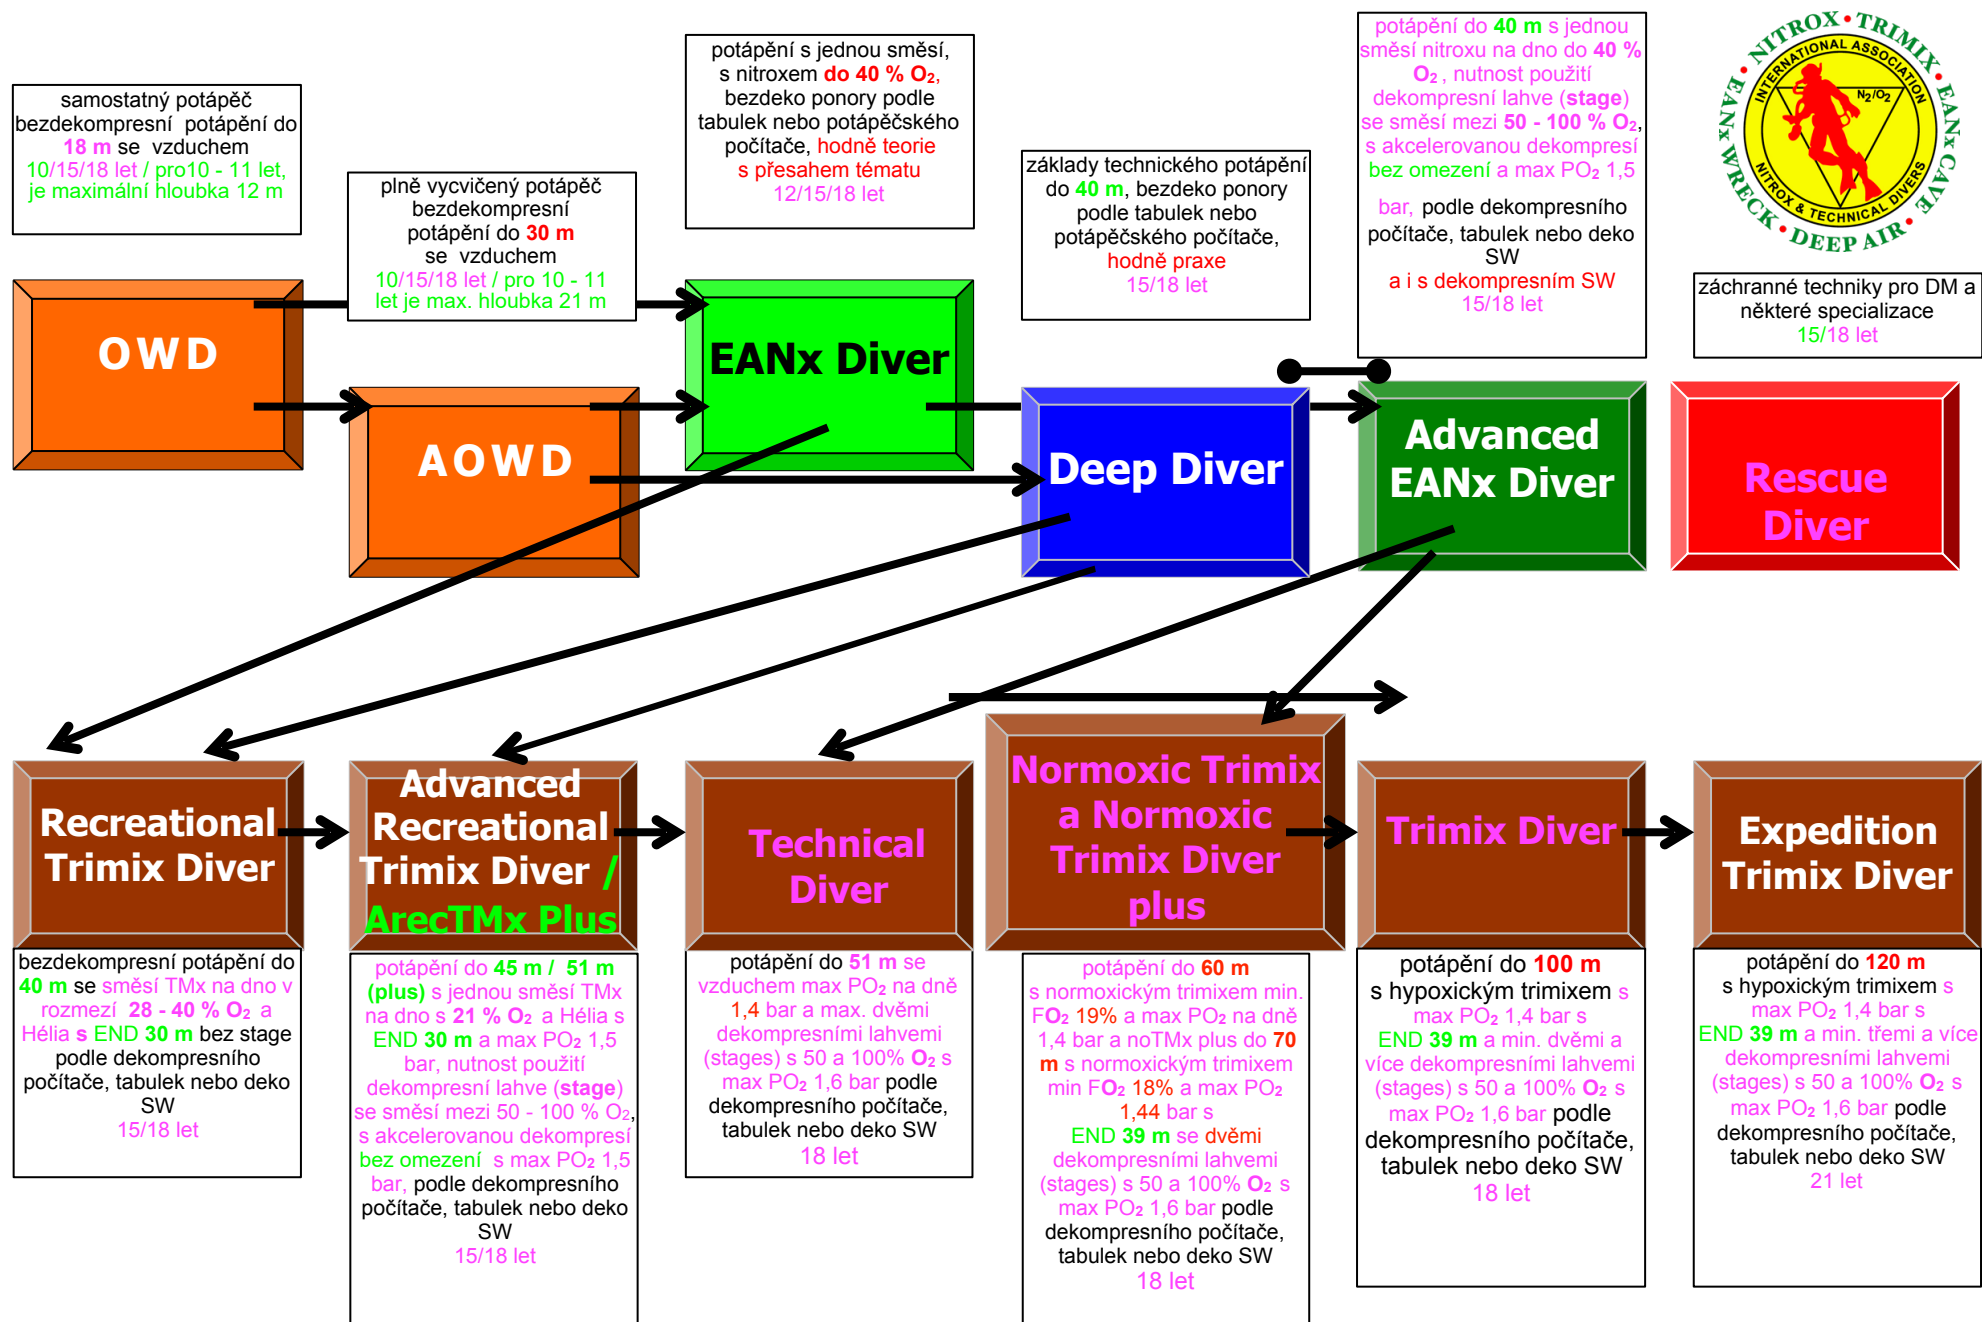 samostatný potápěč
bezdekompresní potápění do
18 m se vzduchem
10/15/18 let / pro10 - 11 let,
je maximální hloubka 12 m
plně vycvičený potápěč
bezdekompresní
potápění do 30 m
se vzduchem
10/15/18 let / pro 10 - 11
let je max. hloubka 21 m
potápění s jednou směsí,
s nitroxem do 40 % O₂,
bezdeko ponory podle
tabulek nebo potápěčského
počítače, hodně teorie
s přesahem tématu
12/15/18 let
základy technického potápění
do 40 m, bezdeko ponory
podle tabulek nebo
potápěčského počítače,
hodně praxe
15/18 let
potápění do 40 m s jednou
směsí nitroxu na dno do 40 %
O₂ , nutnost použití
dekompresní lahve (stage)
se směsí mezi 50 - 100 % O₂,
s akcelerovanou dekompresí
bez omezení a max PO₂ 1,5
bar, podle dekompresního
počítače, tabulek nebo deko
SW
a i s dekompresním SW
15/18 let
EANx WRECK • NITROX • TRIMIX • EANx CAVE • DEEP AIR •
INTERNATIONAL ASSOCIATION
N₂/O₂
NITROX & TECHNICAL DIVERS
záchranné techniky pro DM a
některé specializace
15/18 let
OWD
AOWD
EANx Diver
Deep Diver
Advanced
EANx Diver
Rescue
Diver
Recreational
Trimix Diver
Advanced
Recreational
Trimix Diver /
ArecTMx Plus
Technical
Diver
Normoxic Trimix
a Normoxic
Trimix Diver
plus
Trimix Diver
Expedition
Trimix Diver
bezdekompresní potápění do
40 m se směsí TMx na dno v
rozmezí 28 - 40 % O₂ a
Hélia s END 30 m bez stage
podle dekompresního
počítače, tabulek nebo deko
SW
15/18 let
potápění do 45 m / 51 m
(plus) s jednou směsí TMx
na dno s 21 % O₂ a Hélia s
END 30 m a max PO₂ 1,5
bar, nutnost použití
dekompresní lahve (stage)
se směsí mezi 50 - 100 % O₂,
s akcelerovanou dekompresí
bez omezení s max PO₂ 1,5
bar, podle dekompresního
počítače, tabulek nebo deko
SW
15/18 let
potápění do 51 m se
vzduchem max PO₂ na dně
1,4 bar a max. dvěmi
dekompresními lahvemi
(stages) s 50 a 100% O₂ s
max PO₂ 1,6 bar podle
dekompresního počítače,
tabulek nebo deko SW
18 let
potápění do 60 m
s normoxickým trimixem min.
FO₂ 19% a max PO₂ na dně
1,4 bar a noTMx plus do 70
m s normoxickým trimixem
min FO₂ 18% a max PO₂
1,44 bar s
END 39 m se dvěmi
dekompresními lahvemi
(stages) s 50 a 100% O₂ s
max PO₂ 1,6 bar podle
dekompresního počítače,
tabulek nebo deko SW
18 let
potápění do 100 m
s hypoxickým trimixem s
max PO₂ 1,4 bar s
END 39 m a min. dvěmi a
více dekompresními lahvemi
(stages) s 50 a 100% O₂ s
max PO₂ 1,6 bar podle
dekompresního počítače,
tabulek nebo deko SW
18 let
potápění do 120 m
s hypoxickým trimixem s
max PO₂ 1,4 bar s
END 39 m a min. třemi a více
dekompresními lahvemi
(stages) s 50 a 100% O₂ s
max PO₂ 1,6 bar podle
dekompresního počítače,
tabulek nebo deko SW
21 let